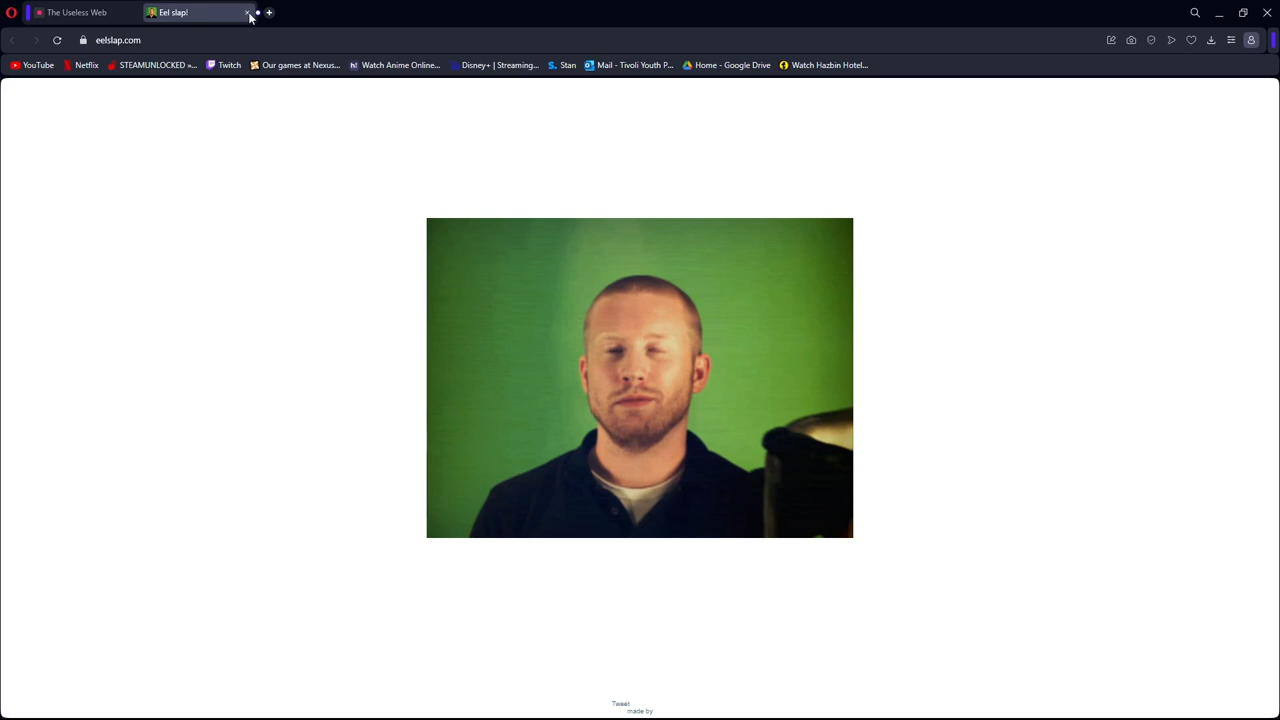 The Useless Web
Eel slap!
eelslap.com
YouTube
Netflix
STEAMUNLOCKED »...
Twitch
Our games at Nexus...
Watch Anime Online...
Disney+ | Streaming...
Stan
Mail - Tivoli Youth P...
Home - Google Drive
Watch Hazbin Hotel...
Tweet
made by